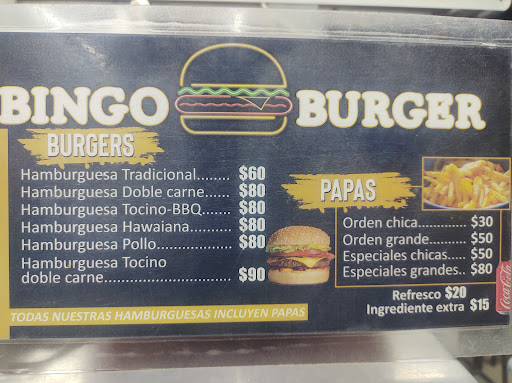 BINGO BURGER
BURGERS
Hamburguesa Tradicional........ $60
Hamburguesa Doble carne...... $80
Hamburguesa Tocino-BBQ....... $80
Hamburguesa Hawaiana......... $80
Hamburguesa Pollo................... $80
Hamburguesa Tocino
doble carne................................ $90
TODAS NUESTRAS HAMBURGUESAS INCLUYEN PAPAS
PAPAS
Orden chica............ $30
Orden grande......... $50
Especiales chicas..... $50
Especiales grandes.. $80
Refresco $20
Ingrediente extra $15
Coca-Cola